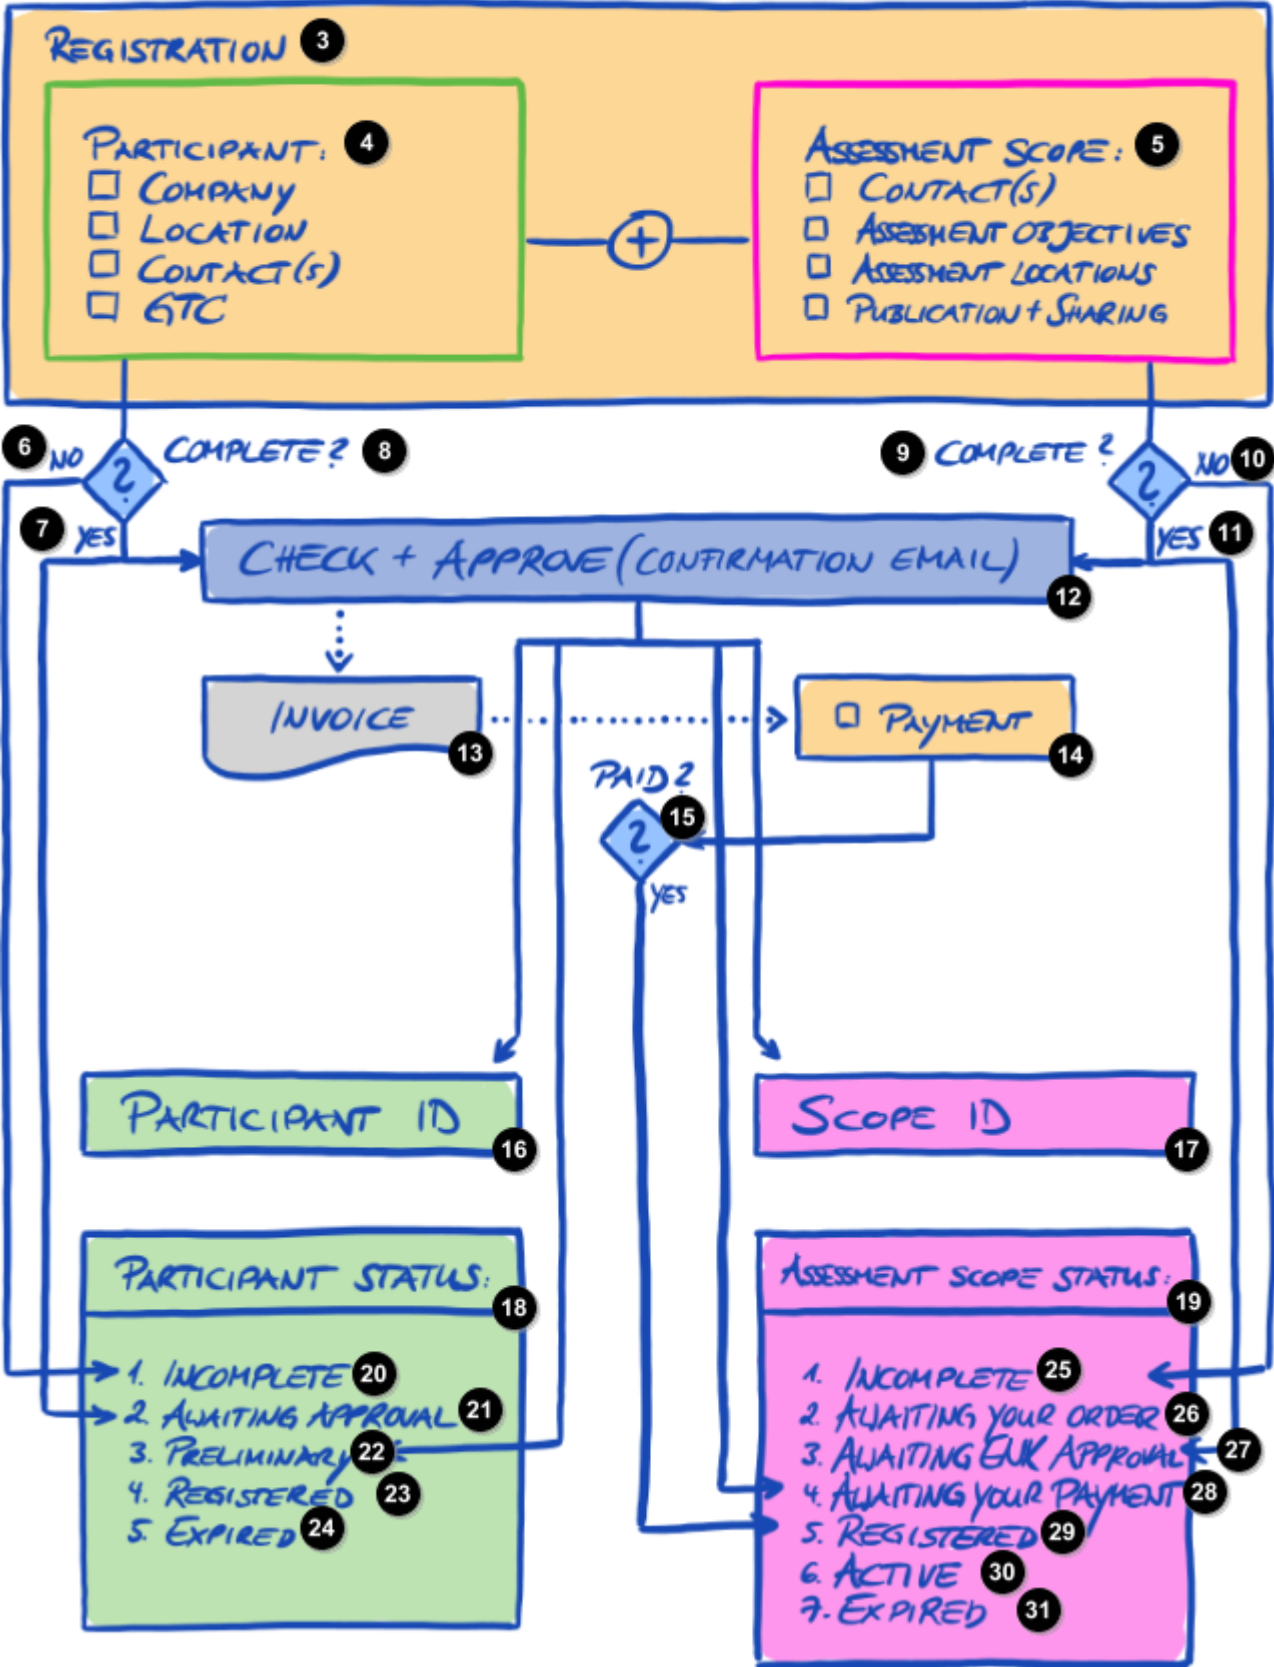 REGISTRATION 3
PARTICIPANT: 4
COMPANY
LOCATION
CONTACT(S)
GTC
ASSESSMENT SCOPE: 5
CONTACT(S)
ASSESSMENT OBJECTIVES
ASSESSMENT LOCATIONS
PUBLICATION + SHARING
+
6 NO
?
COMPLETE? 8
7 YES
9 COMPLETE?
?
NO 10
YES 11
CHECK + APPROVE (CONFIRMATION EMAIL)
12
INVOICE
13
PAYMENT
14
PAID?
15
?
YES
PARTICIPANT ID
16
SCOPE ID
17
PARTICIPANT STATUS:
18
1. INCOMPLETE 20
2. AWAITING APPROVAL 21
3. PRELIMINARY 22
4. REGISTERED 23
5. EXPIRED 24
ASSESSMENT SCOPE STATUS:
19
1. INCOMPLETE 25
2. AWAITING YOUR ORDER 26
3. AWAITING ENX APPROVAL 27
4. AWAITING YOUR PAYMENT 28
5. REGISTERED 29
6. ACTIVE 30
7. EXPIRED 31